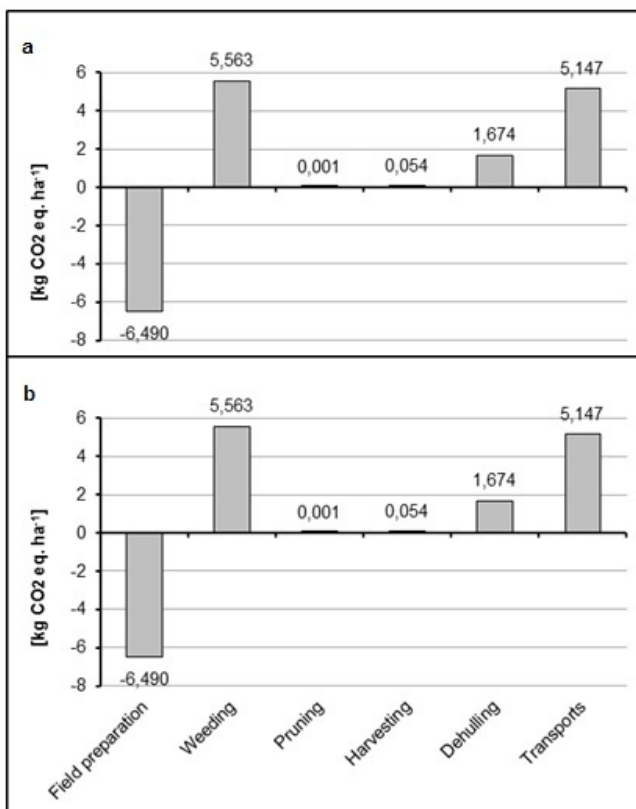 a
[kg CO2 eq. ha⁻¹]
6
4
2
0
-2
-4
-6
-8
-6,490
5,563
0,001
0,054
1,674
5,147
b
[kg CO2 eq. ha⁻¹]
6
4
2
0
-2
-4
-6
-8
-6,490
5,563
0,001
0,054
1,674
5,147
Field preparation
Weeding
Pruning
Harvesting
Dehulling
Transports